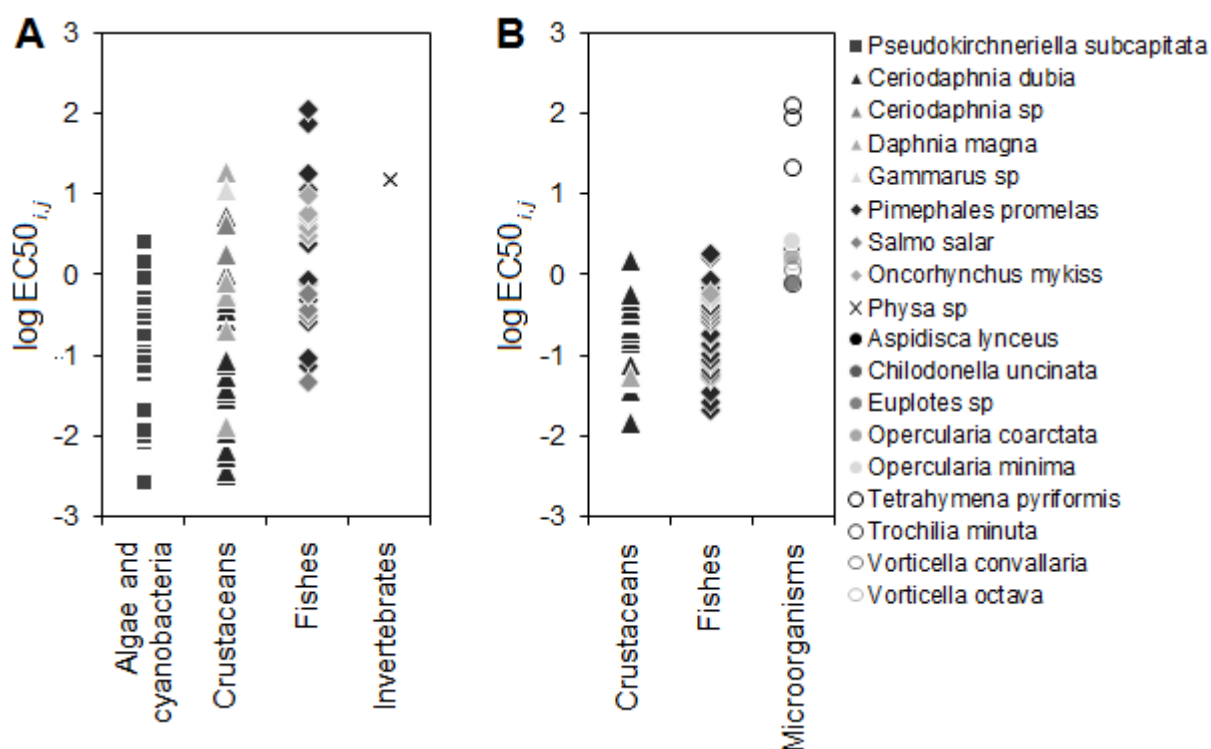 A
3
2
1
0
-1
-2
-3
log EC50i,j
Algae and
cyanobacteria
Crustaceans
Fishes
Invertebrates
B
3
2
1
0
-1
-2
-3
log EC50i,j
Crustaceans
Fishes
Microorganisms
Pseudokirchneriella subcapitata
Ceriodaphnia dubia
Ceriodaphnia sp
Daphnia magna
Gammarus sp
Pimephales promelas
Salmo salar
Oncorhynchus mykiss
Physa sp
Aspidisca lynceus
Chilodonella uncinata
Euplotes sp
Opercularia coarctata
Opercularia minima
Tetrahymena pyriformis
Trochilia minuta
Vorticella convallaria
Vorticella octava